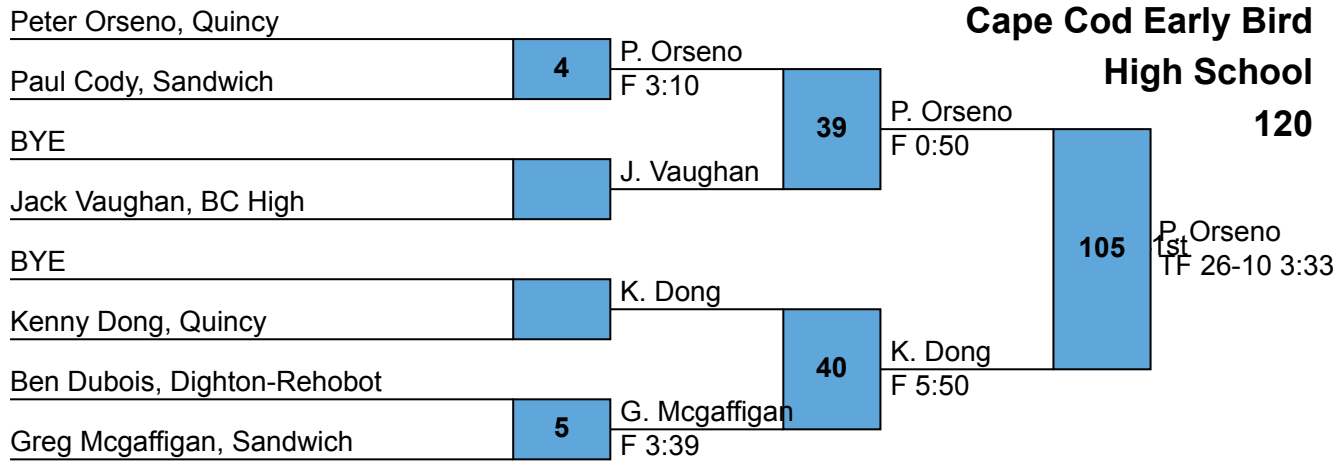 Cape Cod Early Bird
High School
120
Peter Orseno, Quincy
4
Paul Cody, Sandwich
P. Orseno
F 3:10
BYE
Jack Vaughan, BC High
J. Vaughan
39
P. Orseno
F 0:50
BYE
Kenny Dong, Quincy
K. Dong
Ben Dubois, Dighton-Rehobot
5
Greg Mcgaffigan, Sandwich
G. Mcgaffigan
F 3:39
40
K. Dong
F 5:50
105
P. Orseno
1st
TF 26-10 3:33